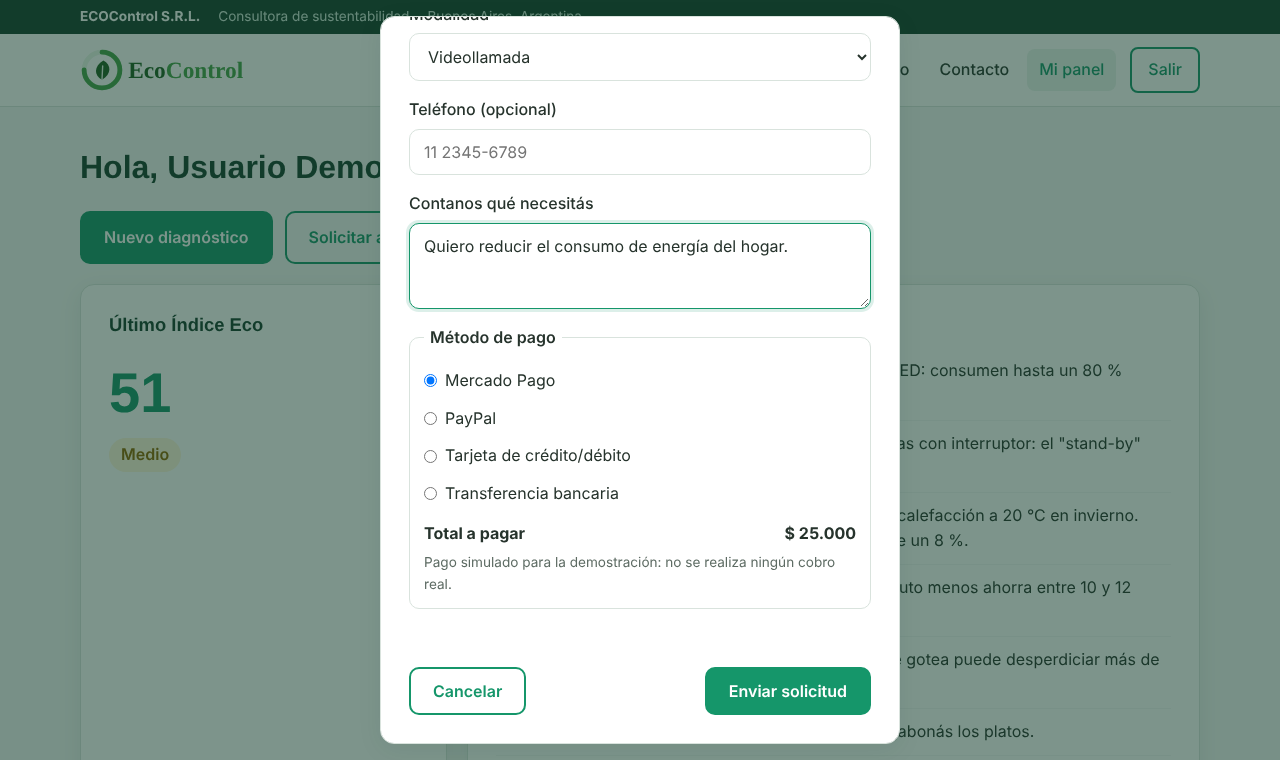 ECOControl S.R.L. Consultora de sustentabilidad Buenos Aires, Argentina
EcoControl
Contacto
Mi panel
Salir
Hola, Usuario Demo
Nuevo diagnóstico
Solicitar
Último Índice Eco
51
Medio
Modalidad
Videollamada
Teléfono (opcional)
11 2345-6789
Contanos qué necesitás
Quiero reducir el consumo de energía del hogar.
Método de pago
Mercado Pago
PayPal
Tarjeta de crédito/débito
Transferencia bancaria
Total a pagar $ 25.000
Pago simulado para la demostración: no se realiza ningún cobro
real.
Cancelar
Enviar solicitud
ED: consumen hasta un 80 %
as con interruptor: el "stand-by"
calefacción a 20 °C en invierno.
e un 8 %.
uto menos ahorra entre 10 y 12
gotea puede desperdiciar más de
abonás los platos.